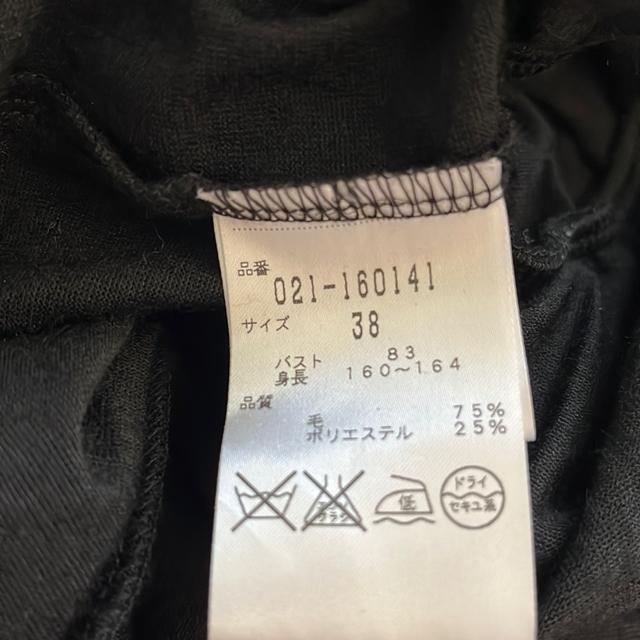 品番
021-160141
サイズ 38
バスト 83
身長 160〜164
品質
毛 75%
ポリエステル 25%
低 ドライ
セキユ系